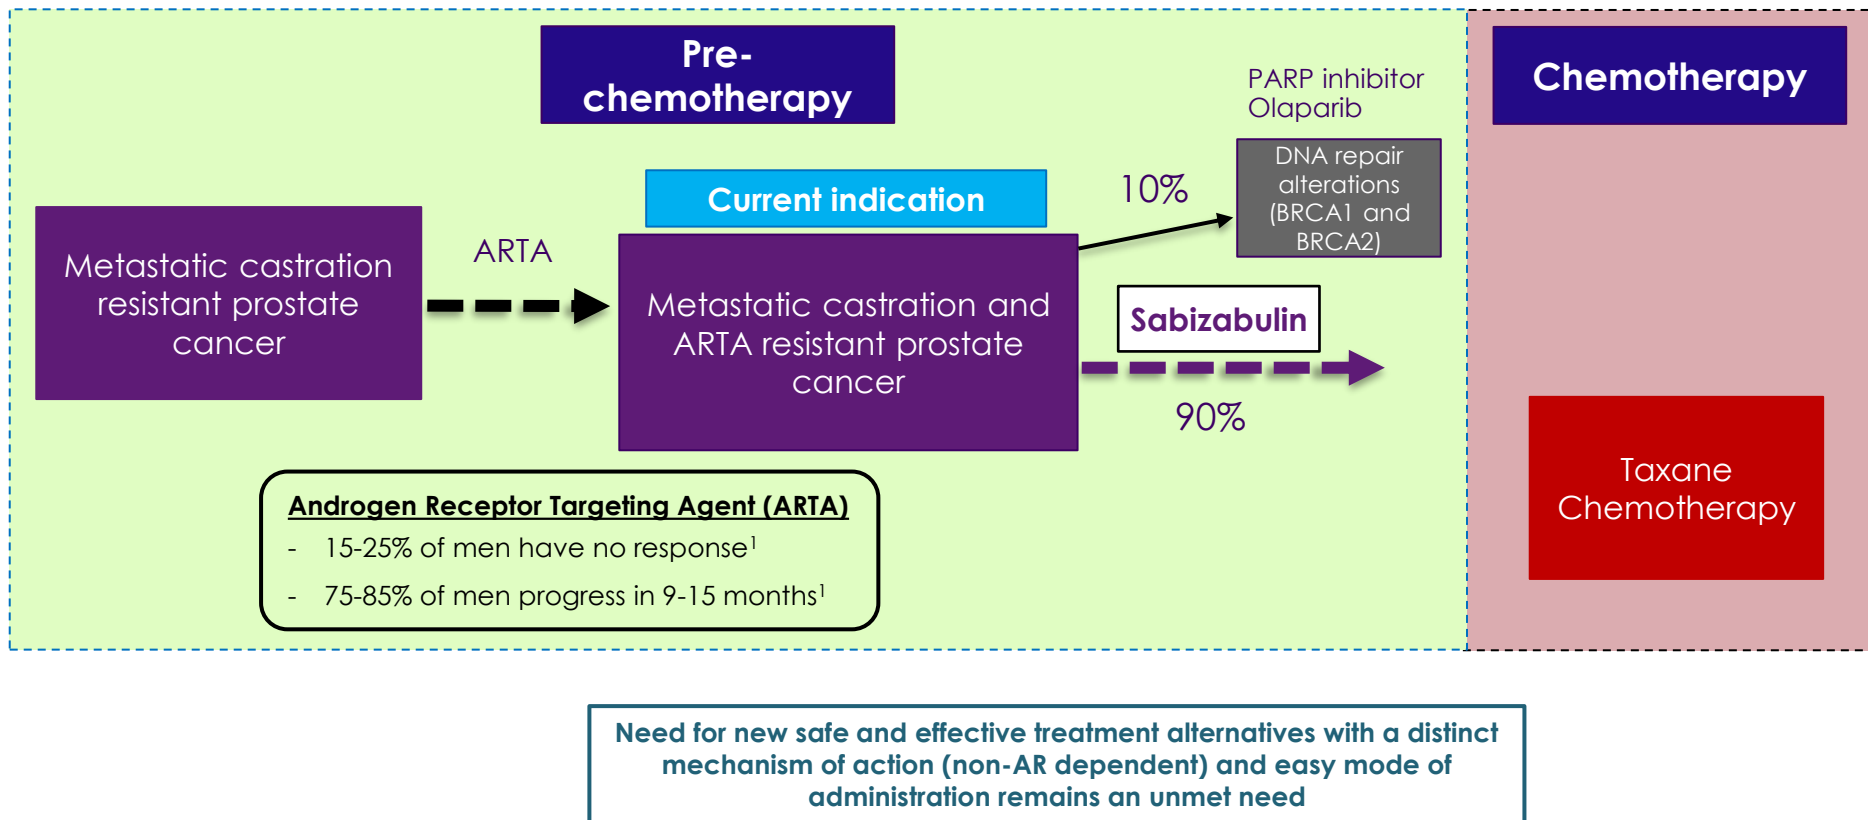 Pre-
chemotherapy
Chemotherapy
PARP inhibitor
Olaparib
DNA repair
alterations
(BRCA1 and
BRCA2)
10%
Current indication
ARTA
Metastatic castration
resistant prostate
cancer
Metastatic castration and
ARTA resistant prostate
cancer
Sabizabulin
90%
Taxane
Chemotherapy
Androgen Receptor Targeting Agent (ARTA)
- 15-25% of men have no response¹
- 75-85% of men progress in 9-15 months¹
Need for new safe and effective treatment alternatives with a distinct
mechanism of action (non-AR dependent) and easy mode of
administration remains an unmet need